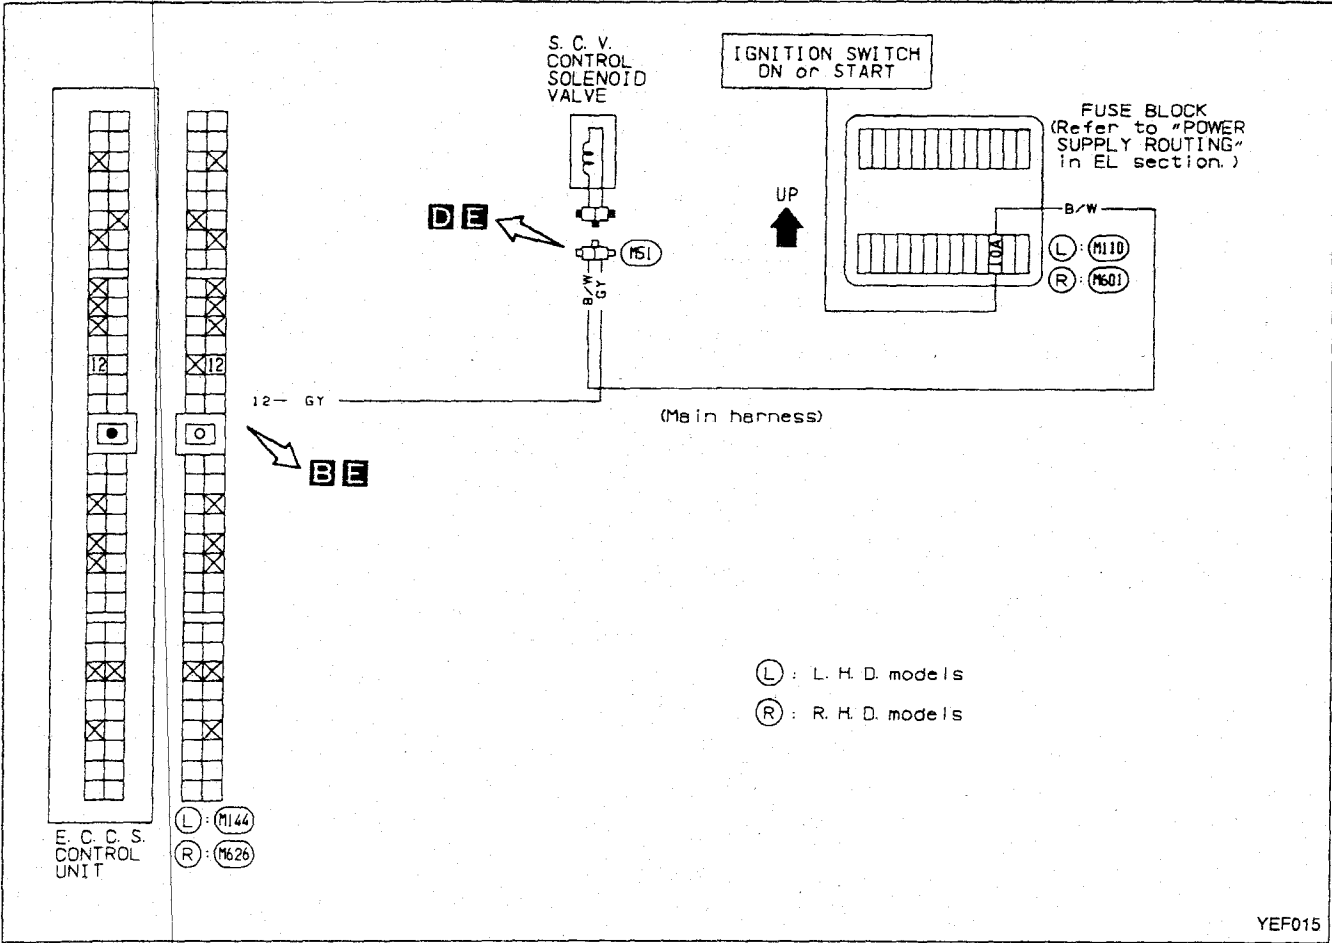 S. C. V.
CONTROL
SOLENOID
VALVE
IGNITION SWITCH
ON or START
FUSE BLOCK
(Refer to "POWER
SUPPLY ROUTING"
in EL section.)
UP
B/W
10A
L : M110
R : M601
D E
M51
B/W
GY
12
12
12— GY
(Main harness)
B E
L : L. H. D. models
R : R. H. D. models
L : M144
R : M626
E. C. C. S.
CONTROL
UNIT
YEF015